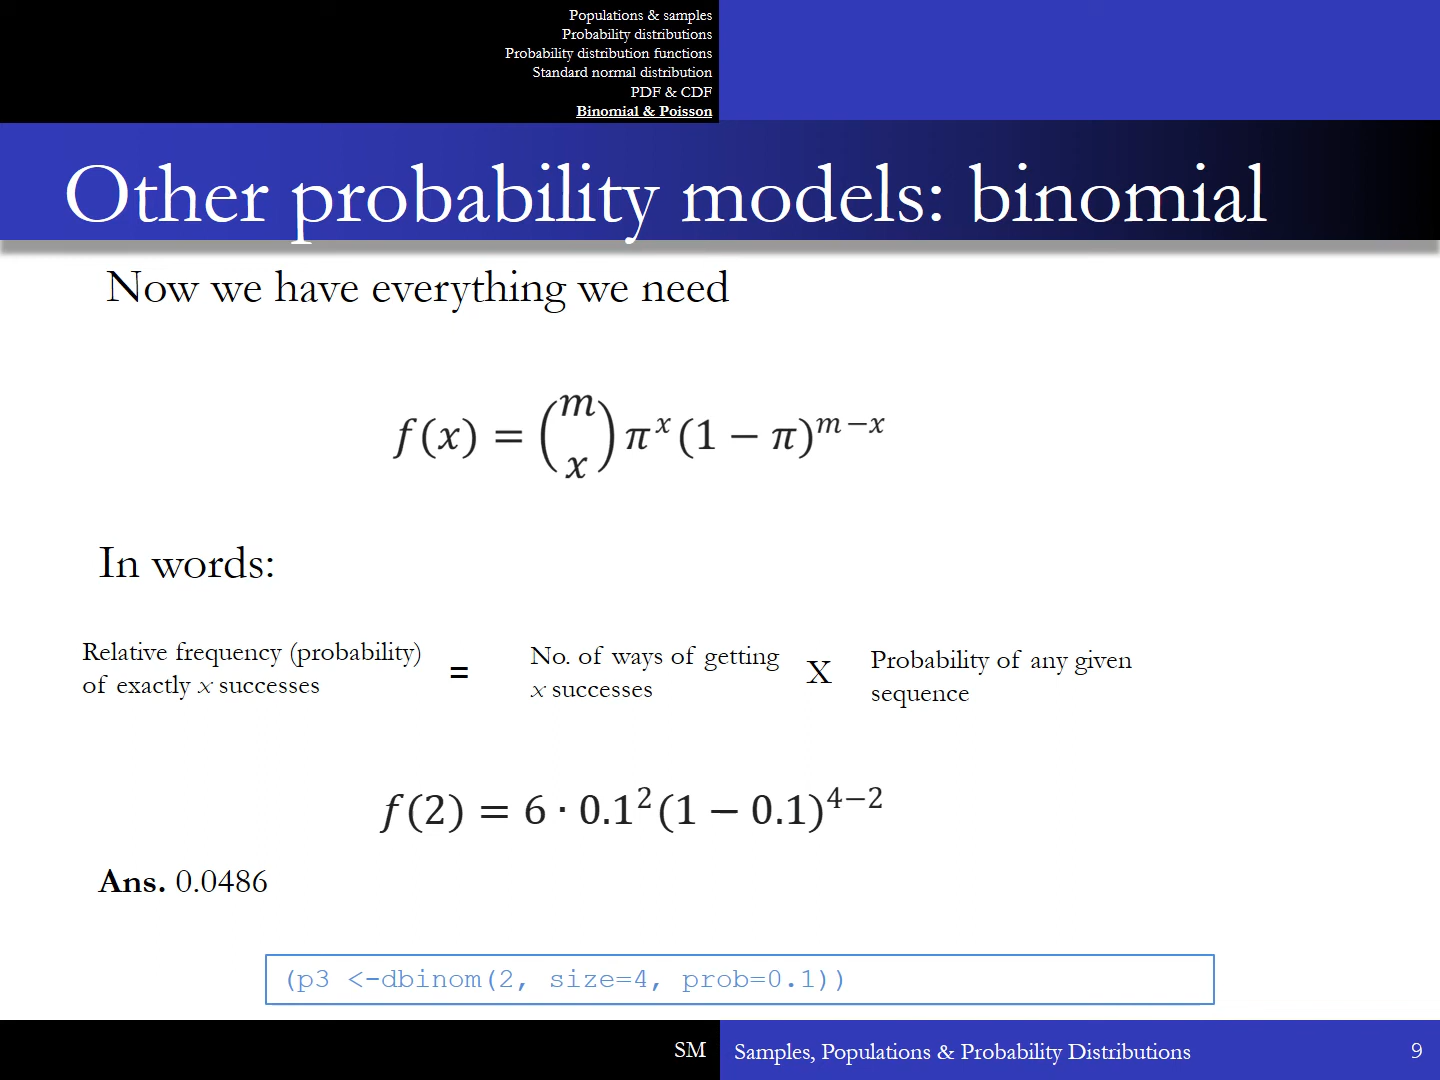 Populations & samples
Probability distributions
Probability distribution functions
Standard normal distribution
PDF & CDF
Binomial & Poisson
Other probability models: binomial
Now we have everything we need
f(x) = (m x) π^x (1 − π)^{m−x}
In words:
Relative frequency (probability)
of exactly x successes
=
No. of ways of getting
x successes
X
Probability of any given
sequence
f(2) = 6 · 0.1^2 (1 − 0.1)^{4−2}
Ans. 0.0486
(p3 <-dbinom(2, size=4, prob=0.1))
SM
Samples, Populations & Probability Distributions
9